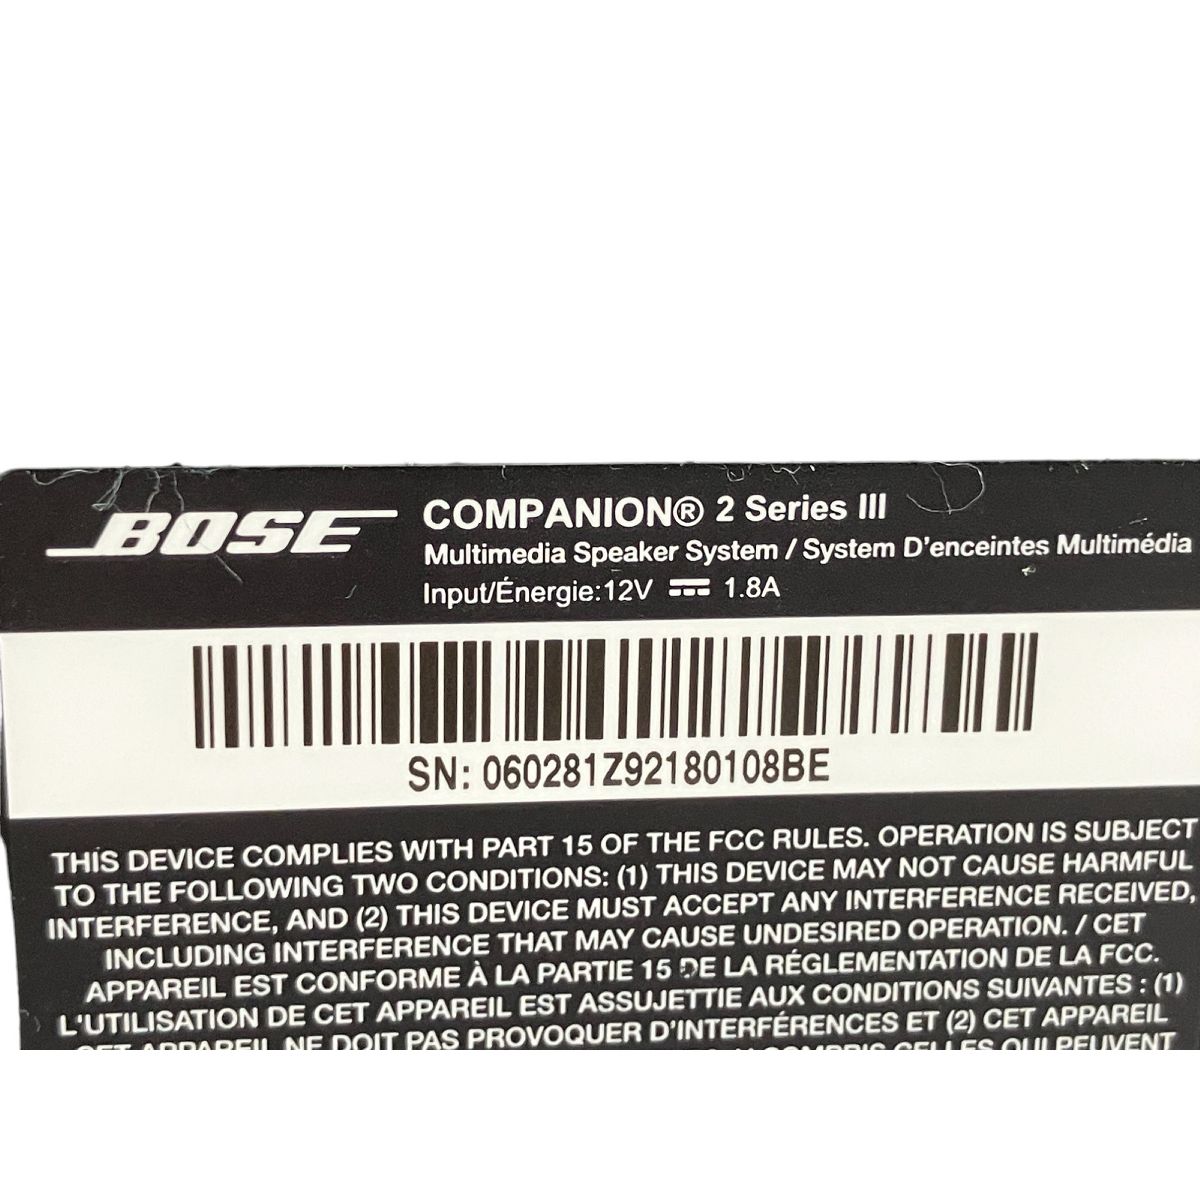 BOSE
COMPANION® 2 Series III
Multimedia Speaker System / System D'enceintes Multimédia
Input/Énergie:12V ⎓ 1.8A
SN: 060281Z92180108BE
THIS DEVICE COMPLIES WITH PART 15 OF THE FCC RULES. OPERATION IS SUBJECT
TO THE FOLLOWING TWO CONDITIONS: (1) THIS DEVICE MAY NOT CAUSE HARMFUL
INTERFERENCE, AND (2) THIS DEVICE MUST ACCEPT ANY INTERFERENCE RECEIVED,
INCLUDING INTERFERENCE THAT MAY CAUSE UNDESIRED OPERATION. / CET
APPAREIL EST CONFORME À LA PARTIE 15 DE LA RÉGLEMENTATION DE LA FCC.
L'UTILISATION DE CET APPAREIL EST ASSUJETTIE AUX CONDITIONS SUIVANTES : (1)
CET APPAREIL NE DOIT PAS PROVOQUER D'INTERFÉRENCES ET (2) CET APPAREIL
COMPRIS CELLES QUI PEUVENT